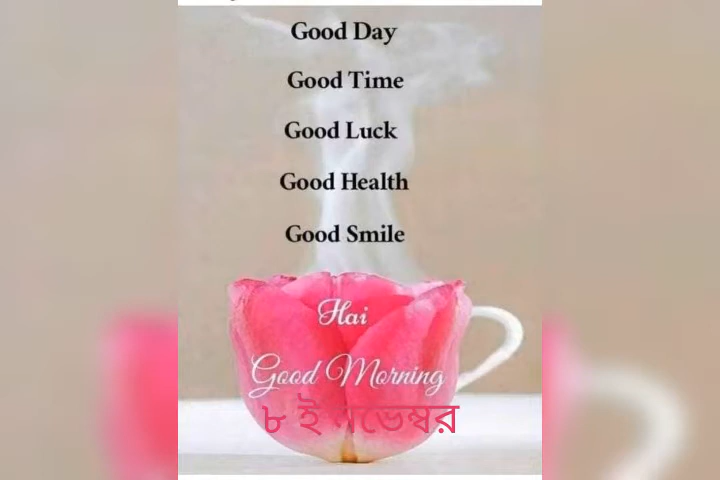 Good Day
Good Time
Good Luck
Good Health
Good Smile
Hai
Good Morning
৮ ই নভেম্বর